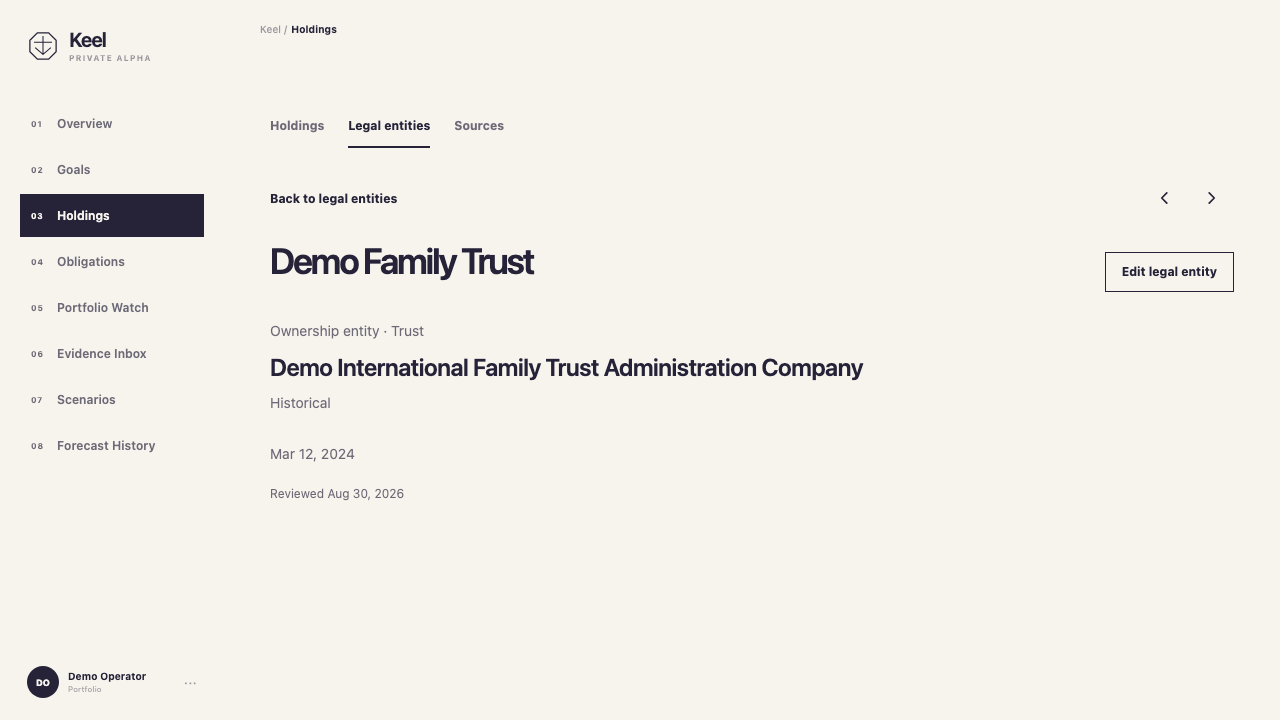 Keel
PRIVATE ALPHA
Keel / Holdings
01 Overview
02 Goals
03 Holdings
04 Obligations
05 Portfolio Watch
06 Evidence Inbox
07 Scenarios
08 Forecast History
Holdings Legal entities Sources
Back to legal entities
Demo Family Trust
Edit legal entity
Ownership entity · Trust
Demo International Family Trust Administration Company
Historical
Mar 12, 2024
Reviewed Aug 30, 2026
DO
Demo Operator
Portfolio
...